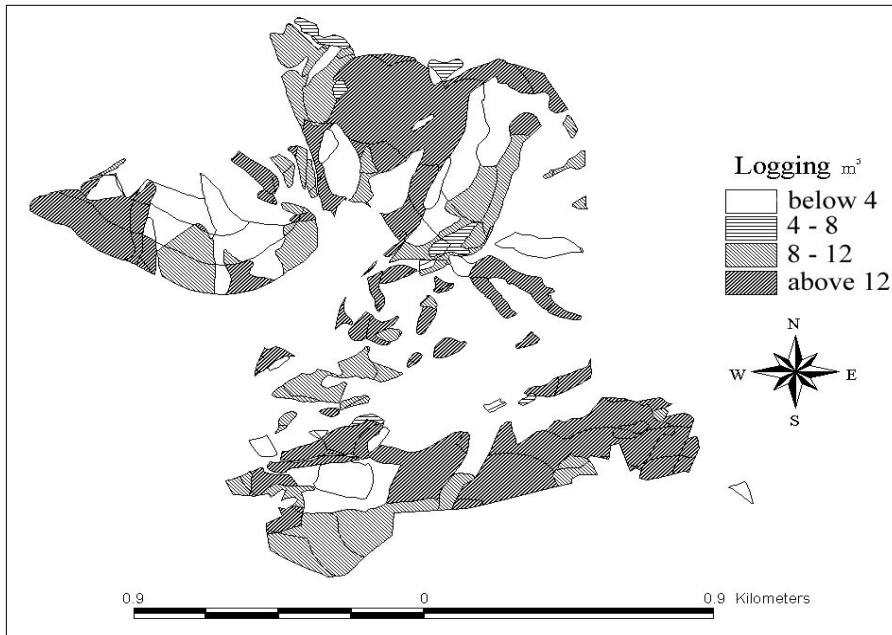 Logging m³
below 4
4 - 8
8 - 12
above 12
N
W E
S
0.9 0 0.9 Kilometers